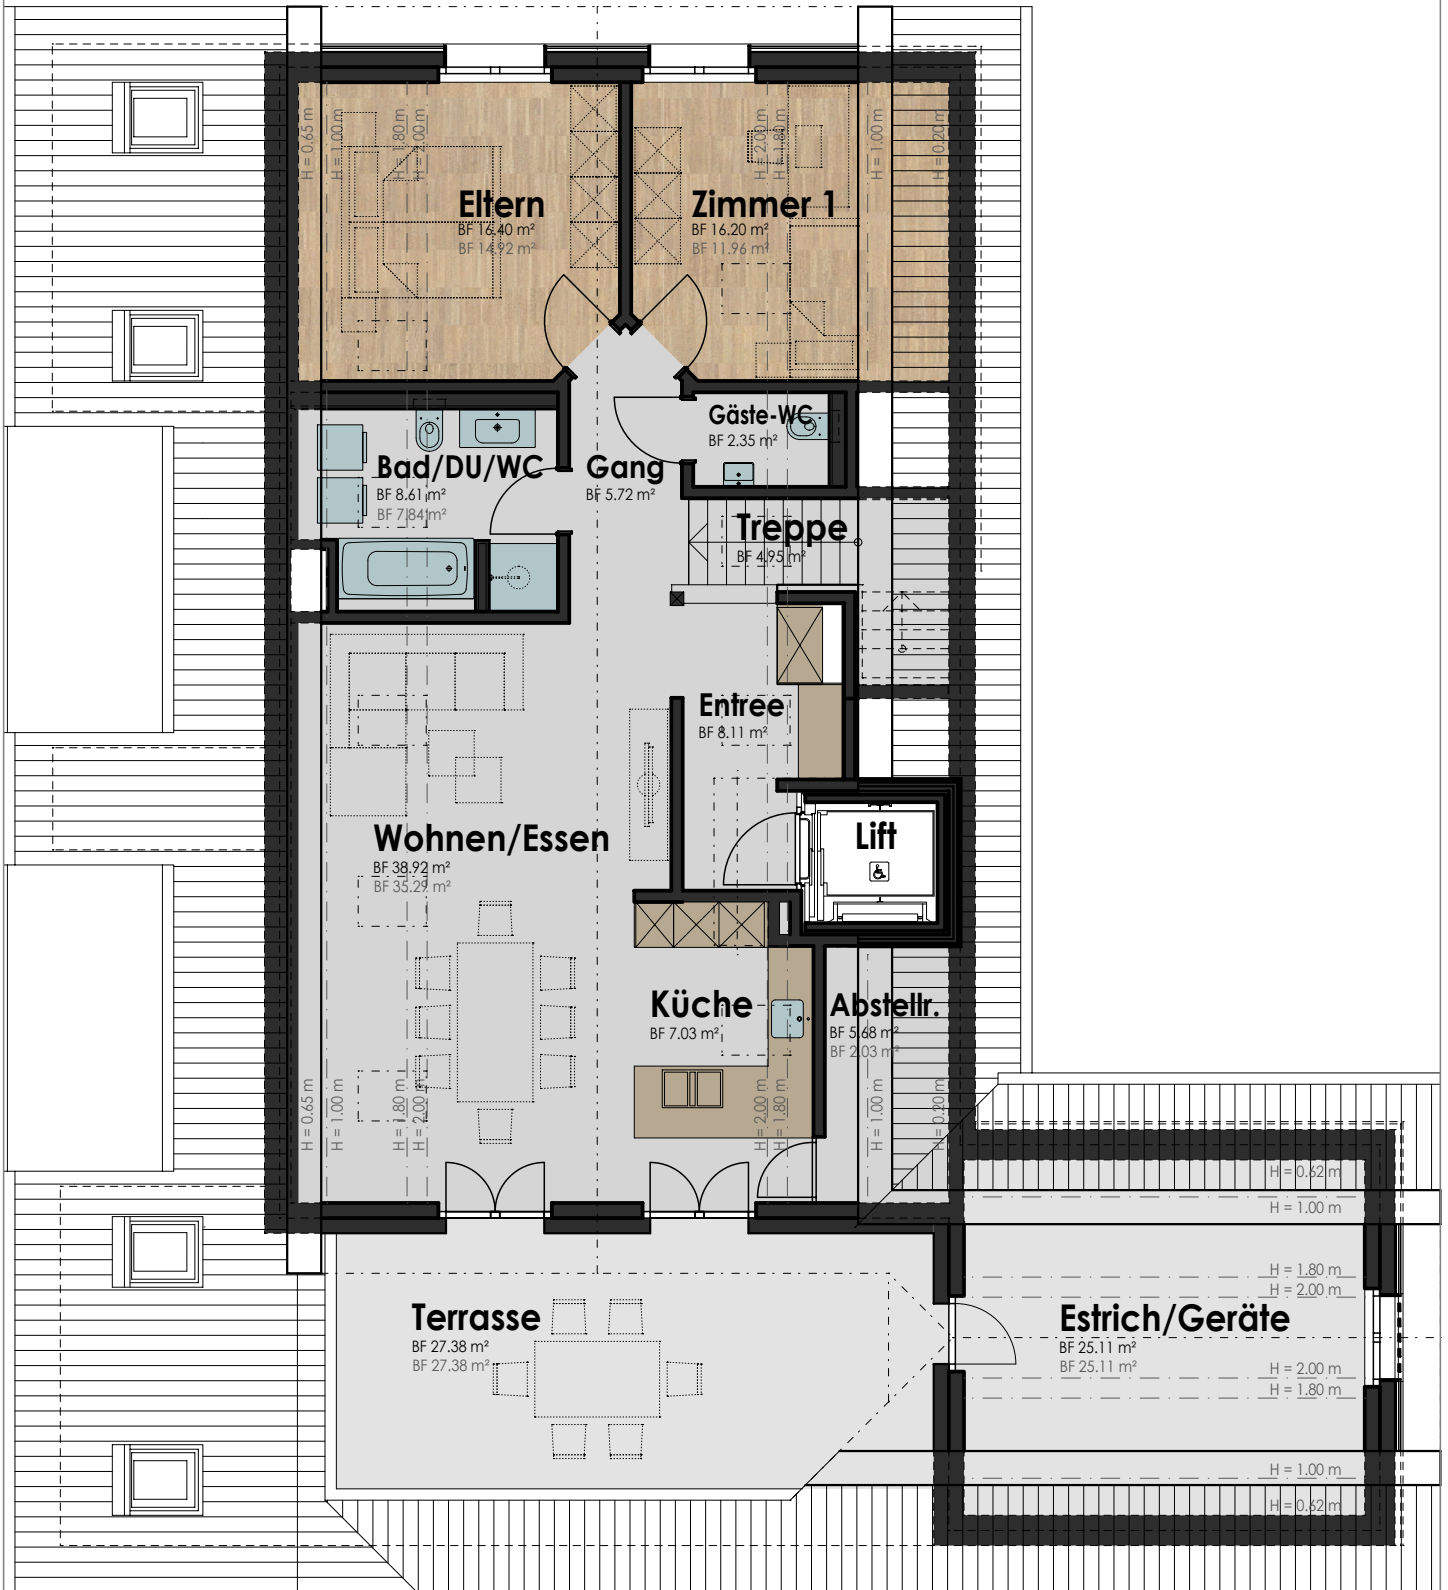 H = 0.65 m
H = 1.00 m
H = 1.80 m
H = 2.00 m
H = 2.00 m
H = 1.80 m
H = 1.00 m
H = 0.20 m
Eltern
BF 16.40 m²
BF 14.92 m²
Zimmer 1
BF 16.20 m²
BF 11.96 m²
Gäste-WC
BF 2.35 m²
Bad/DU/WC
BF 8.61 m²
BF 7.84 m²
Gang
BF 5.72 m²
Treppe
BF 4.95 m²
Entree
BF 8.11 m²
Wohnen/Essen
BF 38.92 m²
BF 35.29 m²
Lift
Küche
BF 7.03 m²
Abstellr.
BF 5.68 m²
BF 2.03 m²
H = 0.65 m
H = 1.00 m
H = 1.80 m
H = 2.00 m
H = 2.00 m
H = 1.80 m
H = 1.00 m
H = 0.20 m
H = 0.62 m
H = 1.00 m
H = 1.80 m
H = 2.00 m
Terrasse
BF 27.38 m²
BF 27.38 m²
Estrich/Geräte
BF 25.11 m²
BF 25.11 m²
H = 2.00 m
H = 1.80 m
H = 1.00 m
H = 0.62 m